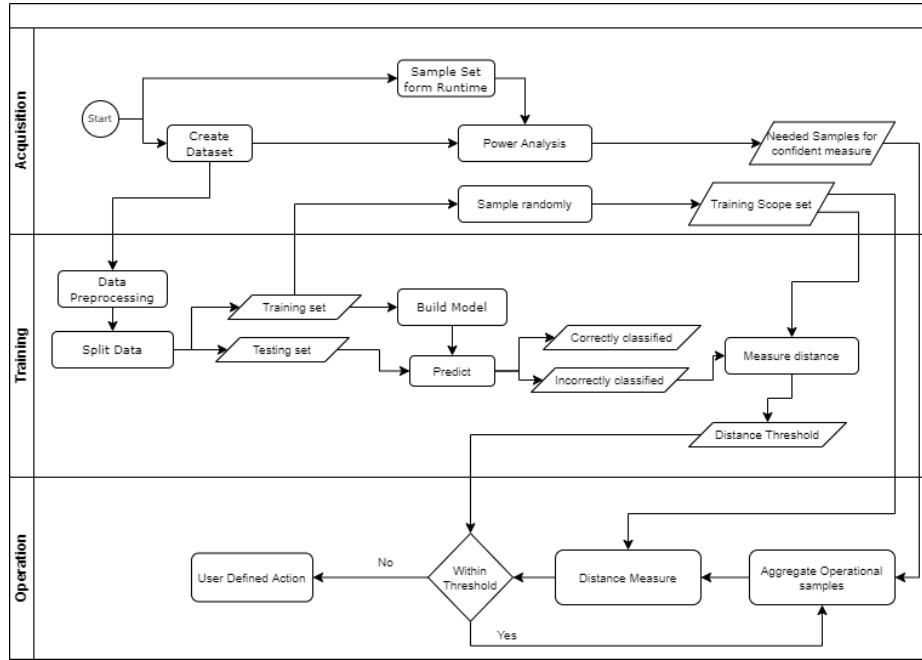 Acquisition
Start
Sample Set
form Runtime
Create
Dataset
Power Analysis
Needed Samples for
confident measure
Sample randomly
Training Scope set
Training
Data
Preprocessing
Split Data
Training set
Testing set
Build Model
Predict
Correctly classified
Incorrectly classified
Measure distance
Distance Threshold
Operation
User Defined Action
No
Within
Threshold
Yes
Distance Measure
Aggregate Operational
samples